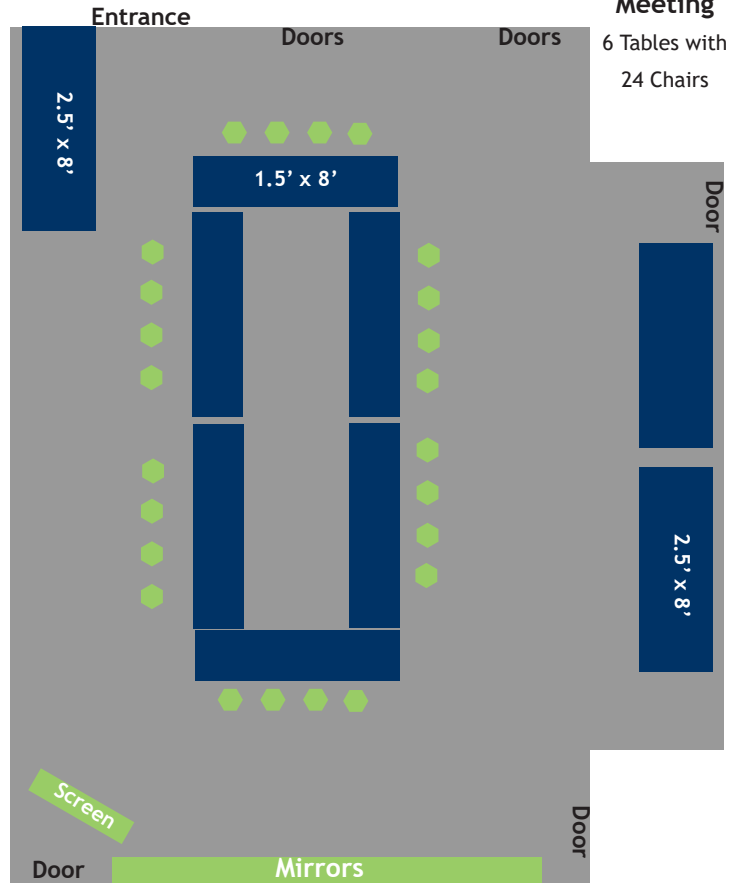 Meeting
6 Tables with
24 Chairs
Entrance
Doors
Doors
2.5’ x 8’
1.5’ x 8’
Door
2.5’ x 8’
Screen
Door
Door
Mirrors